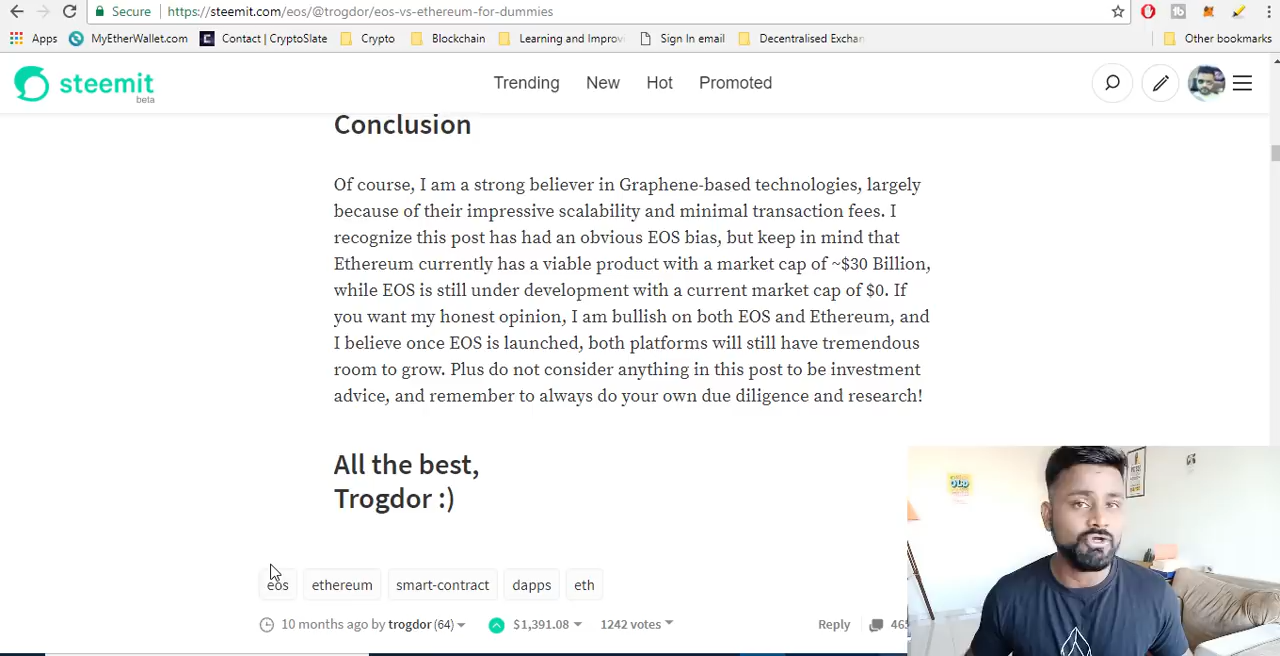 Secure https://steemit.com/eos/@trogdor/eos-vs-ethereum-for-dummies
Apps MyEtherWallet.com Contact | CryptoSlate Crypto Blockchain Learning and Improvi Sign In email Decentralised Exchan Other bookmarks
steemit
beta
Trending New Hot Promoted
Conclusion
Of course, I am a strong believer in Graphene-based technologies, largely
because of their impressive scalability and minimal transaction fees. I
recognize this post has had an obvious EOS bias, but keep in mind that
Ethereum currently has a viable product with a market cap of ~$30 Billion,
while EOS is still under development with a current market cap of $0. If
you want my honest opinion, I am bullish on both EOS and Ethereum, and
I believe once EOS is launched, both platforms will still have tremendous
room to grow. Plus do not consider anything in this post to be investment
advice, and remember to always do your own due diligence and research!
All the best,
Trogdor :)
eos ethereum smart-contract dapps eth
10 months ago by trogdor (64) $1,391.08 1242 votes Reply 465